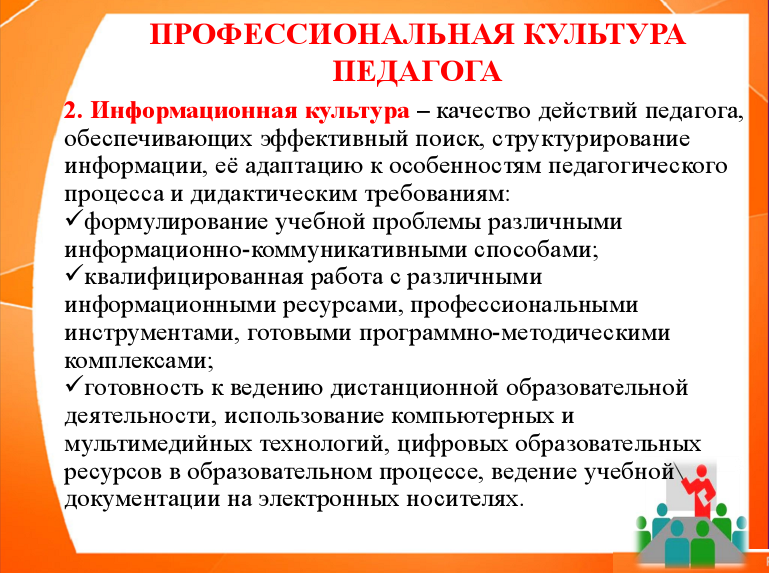 ПРОФЕССИОНАЛЬНАЯ КУЛЬТУРА
ПЕДАГОГА
2. Информационная культура – качество действий педагога,
обеспечивающих эффективный поиск, структурирование
информации, её адаптацию к особенностям педагогического
процесса и дидактическим требованиям:
✓формулирование учебной проблемы различными
информационно-коммуникативными способами;
✓квалифицированная работа с различными
информационными ресурсами, профессиональными
инструментами, готовыми программно-методическими
комплексами;
✓готовность к ведению дистанционной образовательной
деятельности, использование компьютерных и
мультимедийных технологий, цифровых образовательных
ресурсов в образовательном процессе, ведение учебной
документации на электронных носителях.